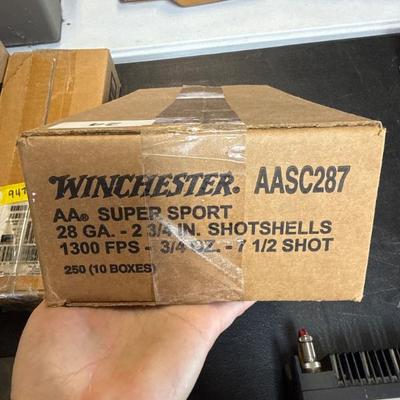 WINCHESTER® AASC287
AA® SUPER SPORT
28 GA. - 2 3/4 IN. SHOTSHELLS
1300 FPS - 3/4 OZ. - 7 1/2 SHOT
250 (10 BOXES)